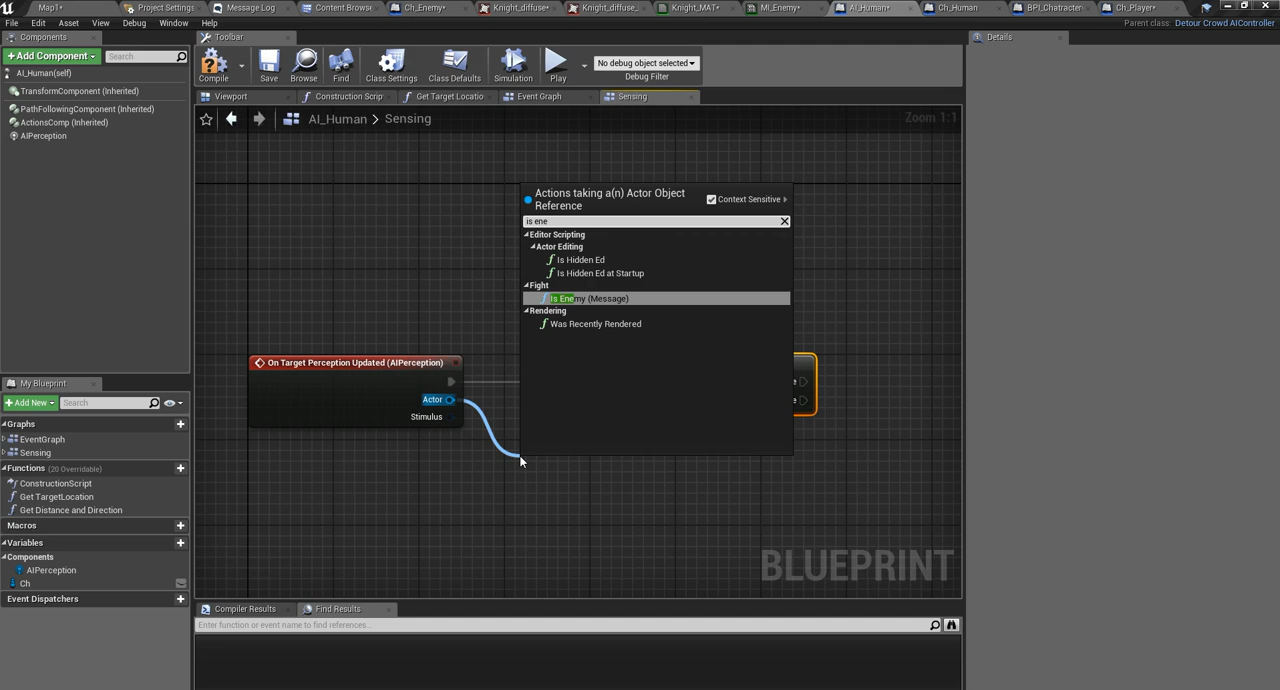 Map1*
Project Settings
Message Log
Content Browse
Ch_Enemy*
Knight_diffuse*
Knight_diffuse_
Knight_MAT*
MI_Enemy*
AI_Human*
Ch_Human
BPI_Chatacter
Ch_Player*
File Edit Asset View Debug Window Help
Parent class: Detour Crowd AIController
Components
+ Add Component
Search
AI_Human(self)
TransformComponent (Inherited)
PathFollowingComponent (Inherited)
ActionsComp (Inherited)
AIPerception
Toolbar
Compile
Save
Browse
Find
Class Settings
Class Defaults
Simulation
Play
No debug object selected
Debug Filter
Details
Viewport
Construction Scrip
Get Target Locatio
Event Graph
Sensing
AI_Human > Sensing
Zoom 1:1
Actions taking a(n) Actor Object
Reference
Context Sensitive
is ene
Editor Scripting
Actor Editing
Is Hidden Ed
Is Hidden Ed at Startup
Fight
Is Enemy (Message)
Rendering
Was Recently Rendered
On Target Perception Updated (AIPerception)
Actor
Stimulus
e
e
BLUEPRINT
My Blueprint
+ Add New
Search
Graphs
EventGraph
Sensing
Functions (20 Overridable)
ConstructionScript
Get TargetLocation
Get Distance and Direction
Macros
Variables
Components
AIPerception
Ch
Event Dispatchers
Compiler Results
Find Results
Enter function or event name to find references...